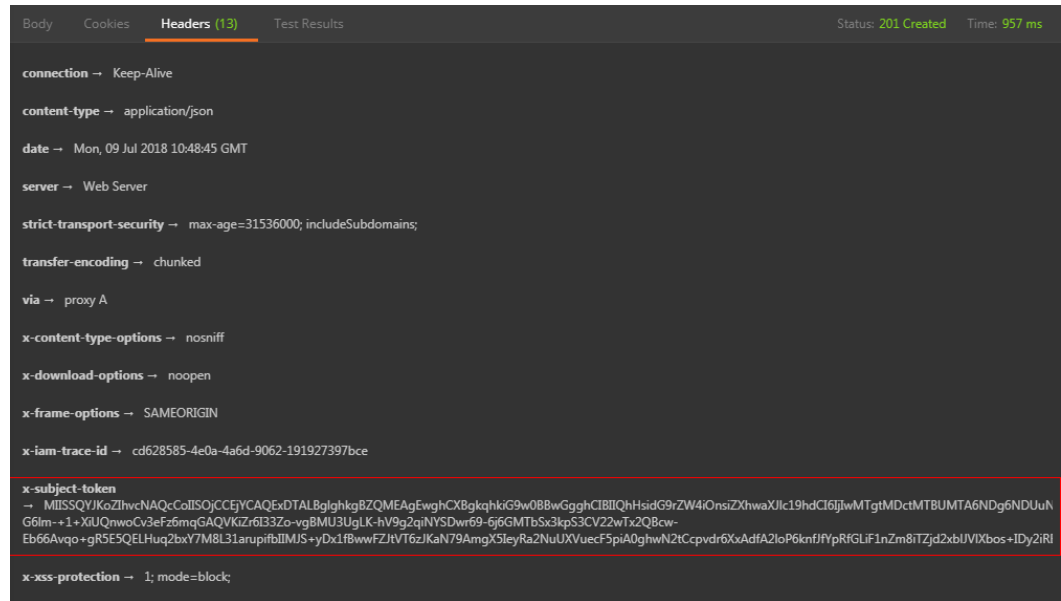 Body Cookies Headers (13) Test Results Status: 201 Created Time: 957 ms
connection → Keep-Alive
content-type → application/json
date → Mon, 09 Jul 2018 10:48:45 GMT
server → Web Server
strict-transport-security → max-age=31536000; includeSubdomains;
transfer-encoding → chunked
via → proxy A
x-content-type-options → nosniff
x-download-options → noopen
x-frame-options → SAMEORIGIN
x-iam-trace-id → cd628585-4e0a-4a6d-9062-191927397bce
x-subject-token
→ MIISSQYJKoZIhvcNAQcCoIISOjCCEjYCAQExDTALBglghkgBZQMEAgEwghCXBgkqhkiG9w0BBwGgghCIBIIQhHsidG9rZW4iOnsiZXhwaXJlc19hdCI6IjIwMTgtMDctMTBUMTA6NDg6NDUuN
G6lm-+1+XiUQnwoCv3eFz6mqGAQVKiZr6I33Zo-vgBMU3UgLK-hV9g2qiNYSDwr69-6j6GMTbSx3kpS3CV22wTx2QBcw-
Eb66Avqo+gR5E5QELHuq2bxY7M8L31arupifbIIMJS+yDx1fBwwFZJtVT6zJKaN79AmgX5IeyRa2NuUXVuecF5piA0ghwN2tCcpvdr6XxAdfA2IoP6knfJfYpRfGLiF1nZm8iTZjd2xbIJVlXbos+IDy2iRl
x-xss-protection → 1; mode=block;